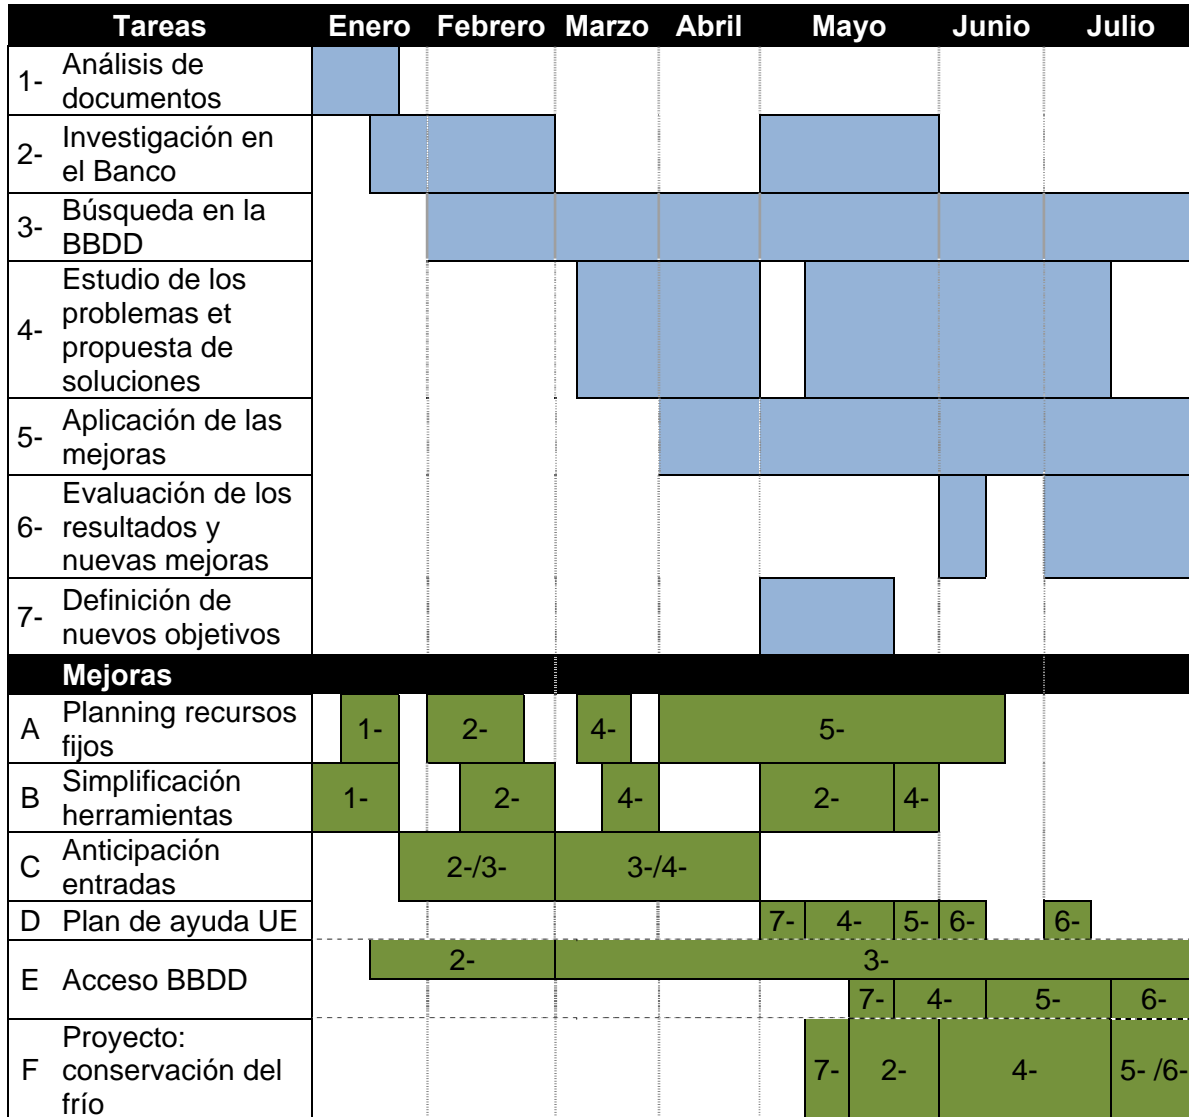 Tareas Enero Febrero Marzo Abril Mayo Junio Julio
1- Análisis de
documentos
2- Investigación en
el Banco
3- Búsqueda en la
BBDD
4- Estudio de los
problemas et
propuesta de
soluciones
5- Aplicación de las
mejoras
6- Evaluación de los
resultados y
nuevas mejoras
7- Definición de
nuevos objetivos
Mejoras
A Planning recursos
fijos
1- 2- 4- 5-
B Simplificación
herramientas
1- 2- 4- 2- 4-
C Anticipación
entradas
2-/3- 3-/4-
D Plan de ayuda UE 7- 4- 5- 6- 6-
E Acceso BBDD
2- 3-
7- 4- 5- 6-
F Proyecto:
conservación del
frío
7- 2- 4- 5- /6-